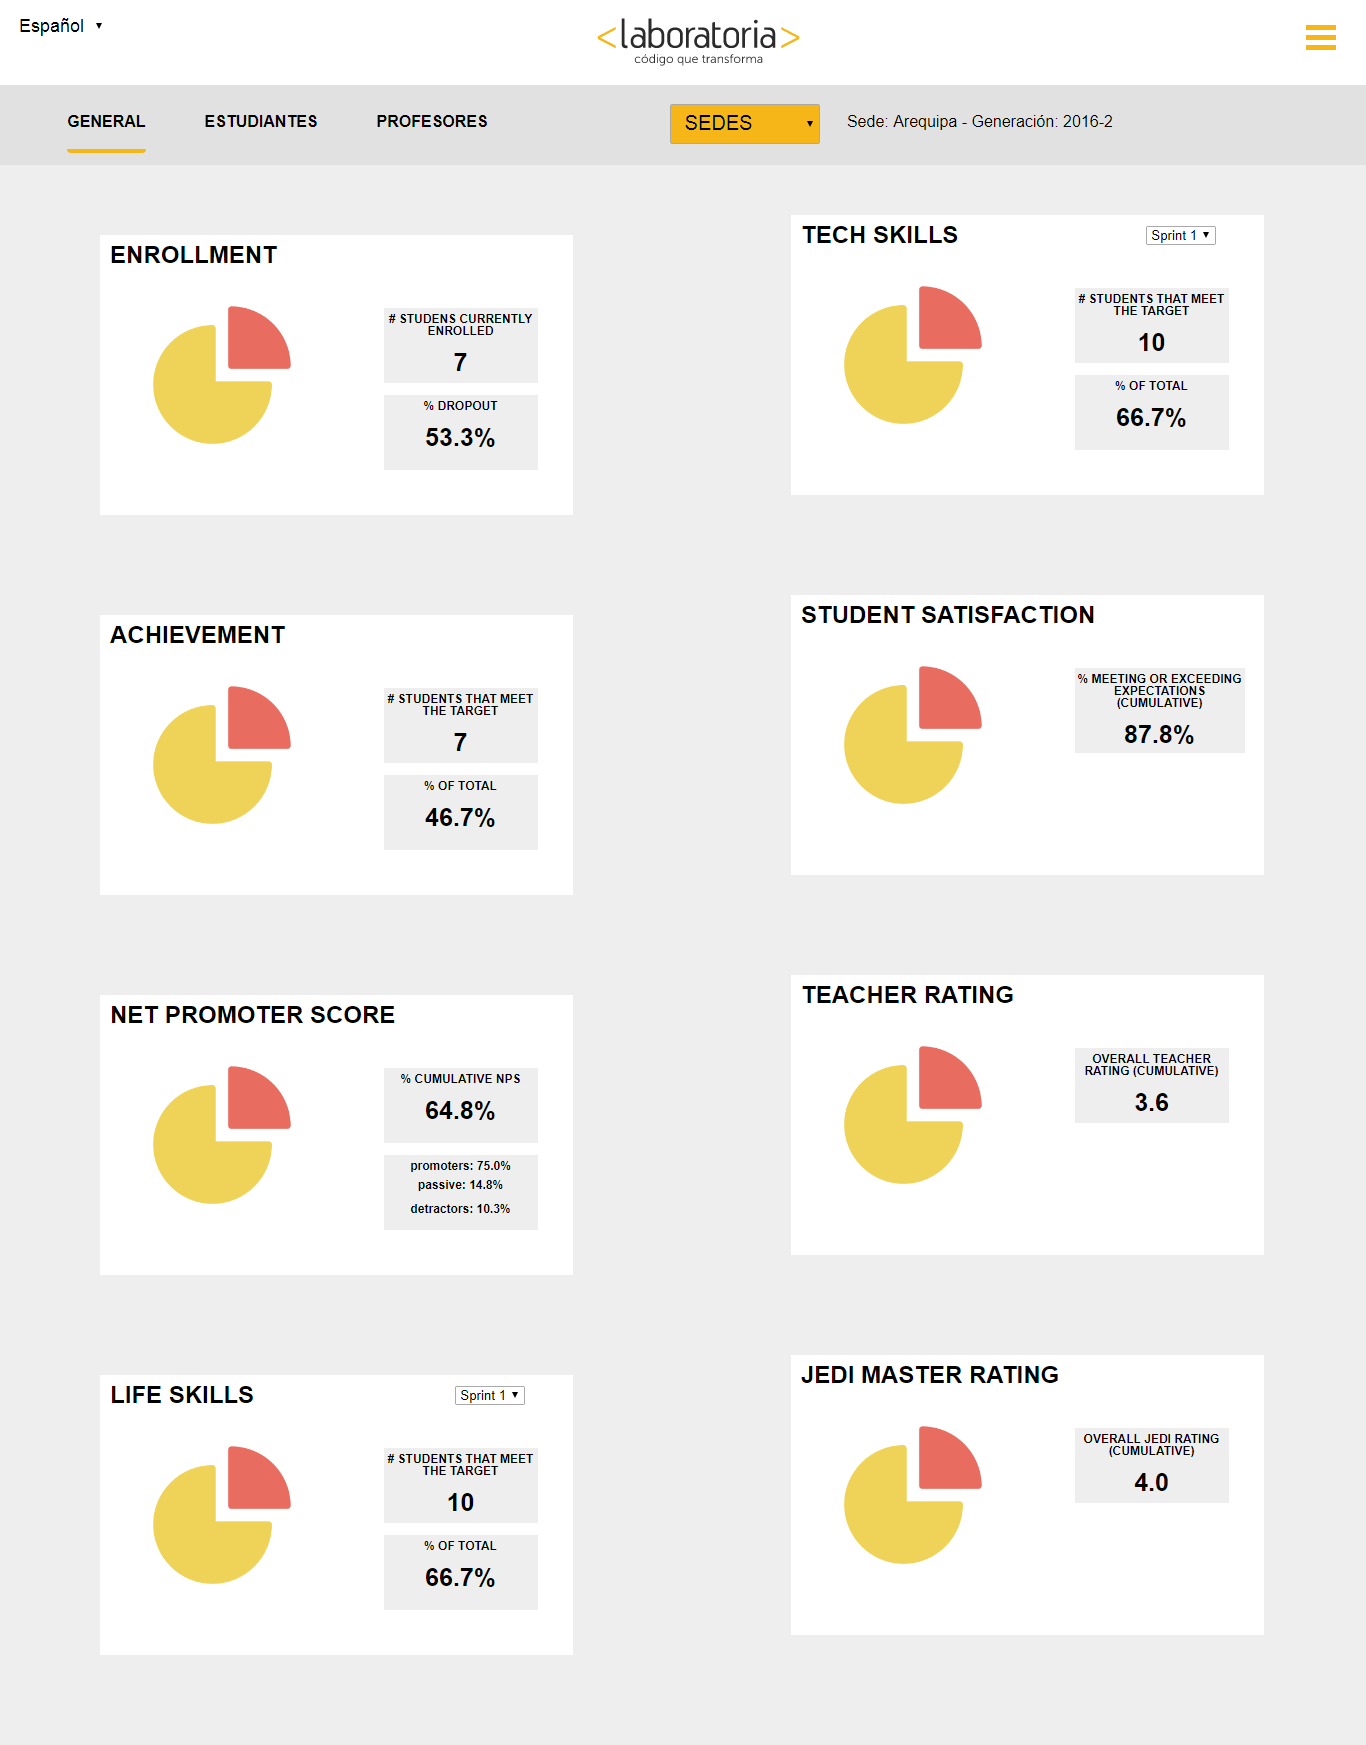 Español
<laboratoria>
código que transforma
GENERAL
ESTUDIANTES
PROFESORES
SEDES
Sede: Arequipa - Generación: 2016-2
ENROLLMENT
# STUDENS CURRENTLY
ENROLLED
7
% DROPOUT
53.3%
TECH SKILLS
Sprint 1
# STUDENTS THAT MEET
THE TARGET
10
% OF TOTAL
66.7%
ACHIEVEMENT
# STUDENTS THAT MEET
THE TARGET
7
% OF TOTAL
46.7%
STUDENT SATISFACTION
% MEETING OR EXCEEDING
EXPECTATIONS
(CUMULATIVE)
87.8%
NET PROMOTER SCORE
% CUMULATIVE NPS
64.8%
promoters: 75.0%
passive: 14.8%
detractors: 10.3%
TEACHER RATING
OVERALL TEACHER
RATING (CUMULATIVE)
3.6
LIFE SKILLS
Sprint 1
# STUDENTS THAT MEET
THE TARGET
10
% OF TOTAL
66.7%
JEDI MASTER RATING
OVERALL JEDI RATING
(CUMULATIVE)
4.0